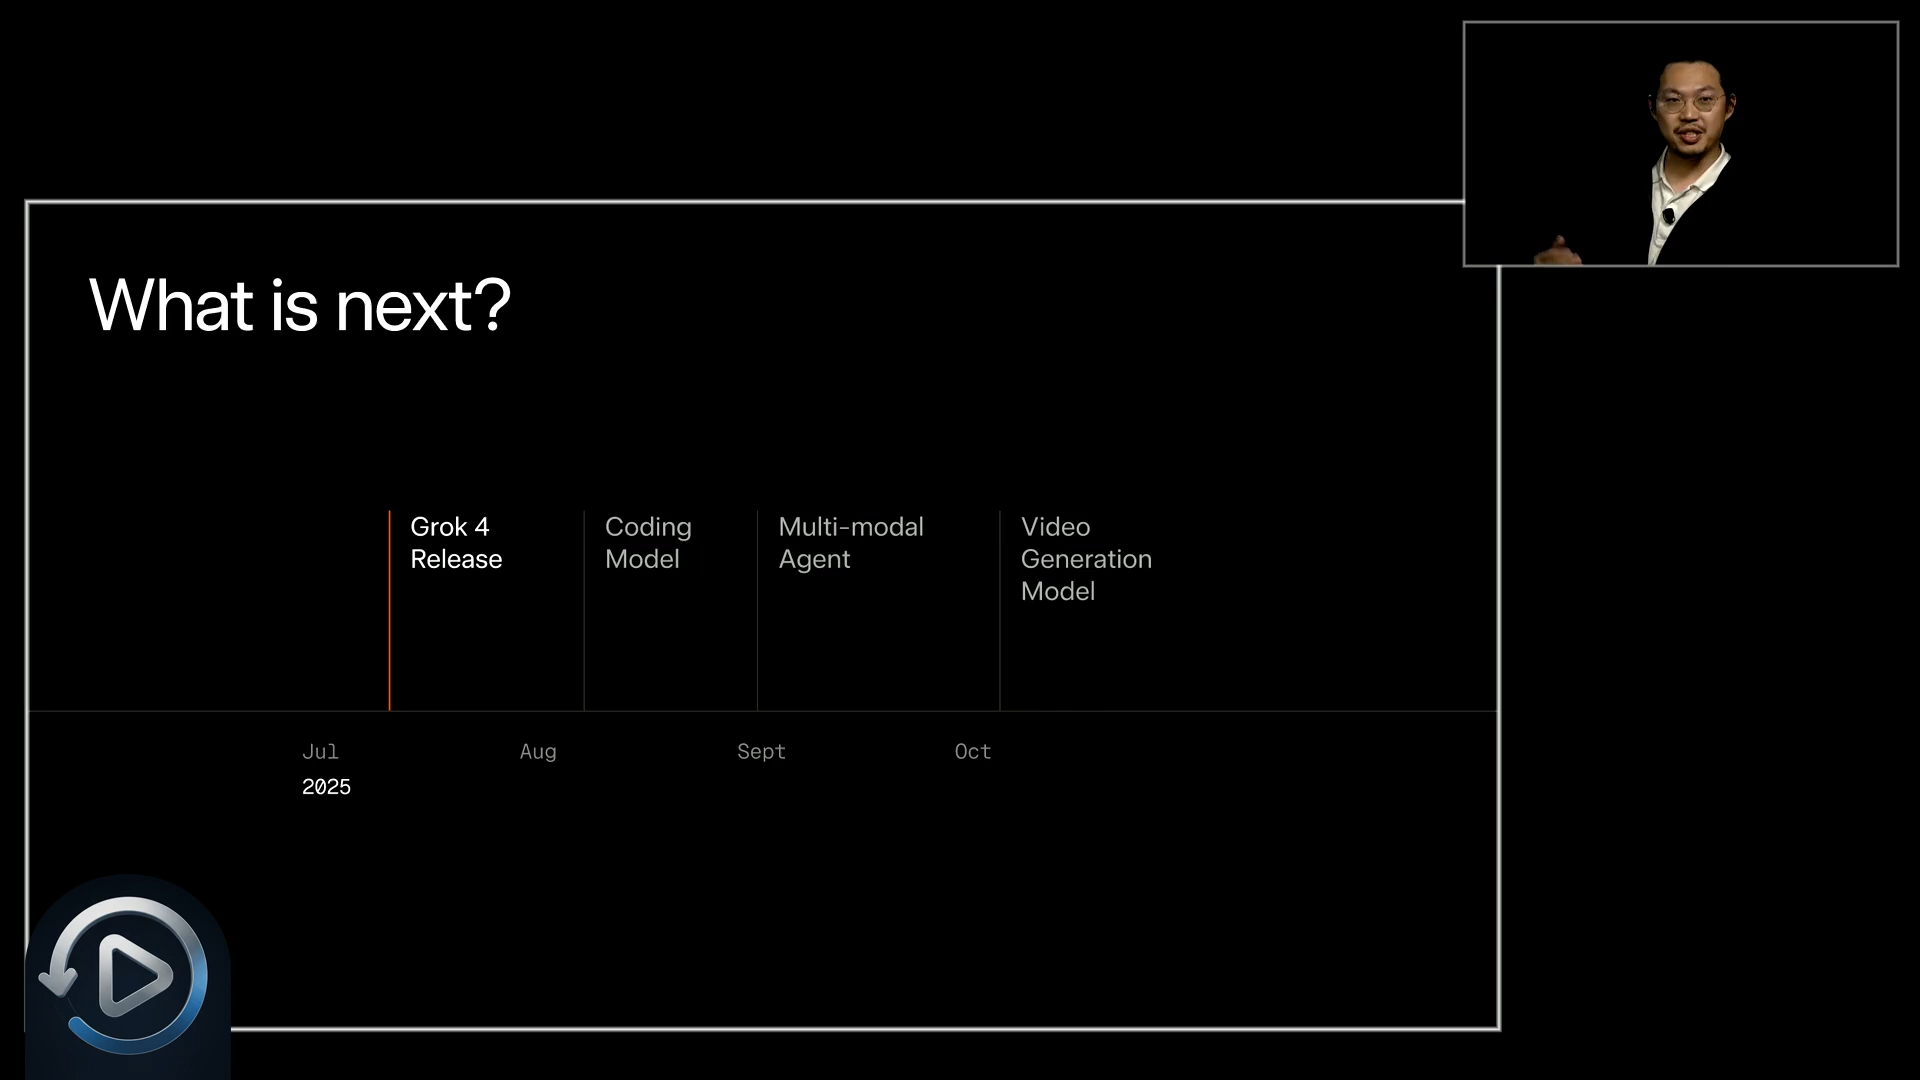 What is next?
Grok 4
Release
Coding
Model
Multi-modal
Agent
Video
Generation
Model
Jul
Aug
Sept
Oct
2025